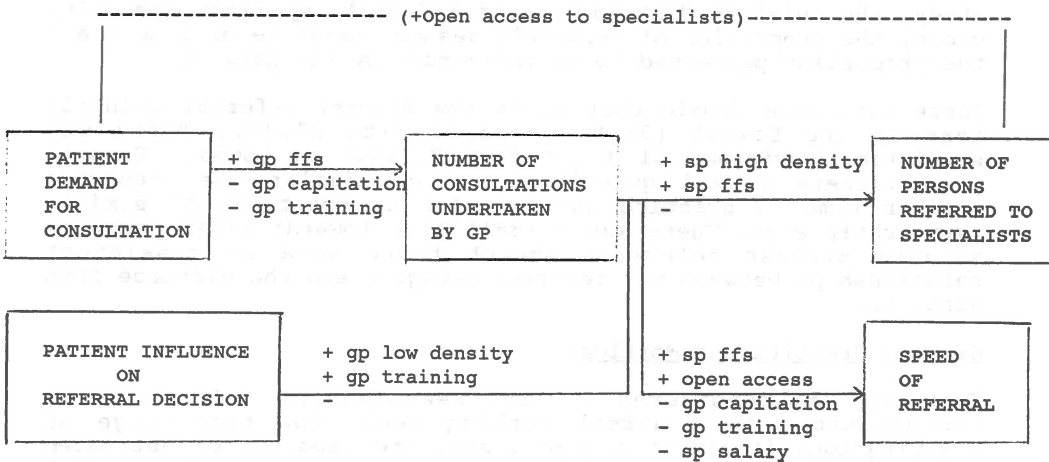 (+Open access to specialists)
PATIENT
DEMAND
FOR
CONSULTATION
+ gp ffs
- gp capitation
- gp training
NUMBER OF
CONSULTATIONS
UNDERTAKEN
BY GP
+ sp high density
+ sp ffs
NUMBER OF
PERSONS
REFERRED TO
SPECIALISTS
PATIENT INFLUENCE
ON
REFERRAL DECISION
+ gp low density
+ gp training
-
+ sp ffs
+ open access
- gp capitation
- gp training
- sp salary
SPEED
OF
REFERRAL